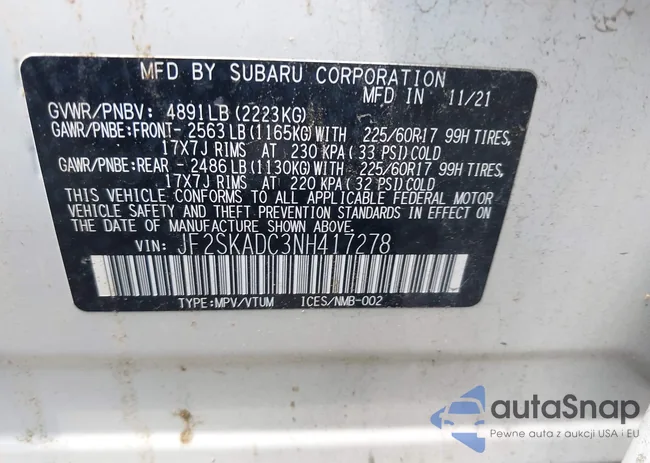 MFD BY SUBARU CORPORATION
MFD IN 11/21
GVWR/PNBV: 4891LB (2223KG)
GAWR/PNBE:FRONT- 2563 LB(1165KG)WITH 225/60R17 99H TIRES,
17X7J RIMS AT 230 KPA(33 PSI)COLD
GAWR/PNBE:REAR - 2486 LB(1130KG)WITH 225/60R17 99H TIRES,
17X7J RIMS AT 220 KPA(32 PSI)COLD
THIS VEHICLE CONFORMS TO ALL APPLICABLE FEDERAL MOTOR
VEHICLE SAFETY AND THEFT PREVENTION STANDARDS IN EFFECT ON
THE DATE OF MANUFACTURE SHOWN ABOVE.
VIN: JF2SKADC3NH417278
TYPE:MPV/VTUM ICES/NMB-002
autoSnap
Pewne auta z aukcji USA i EU